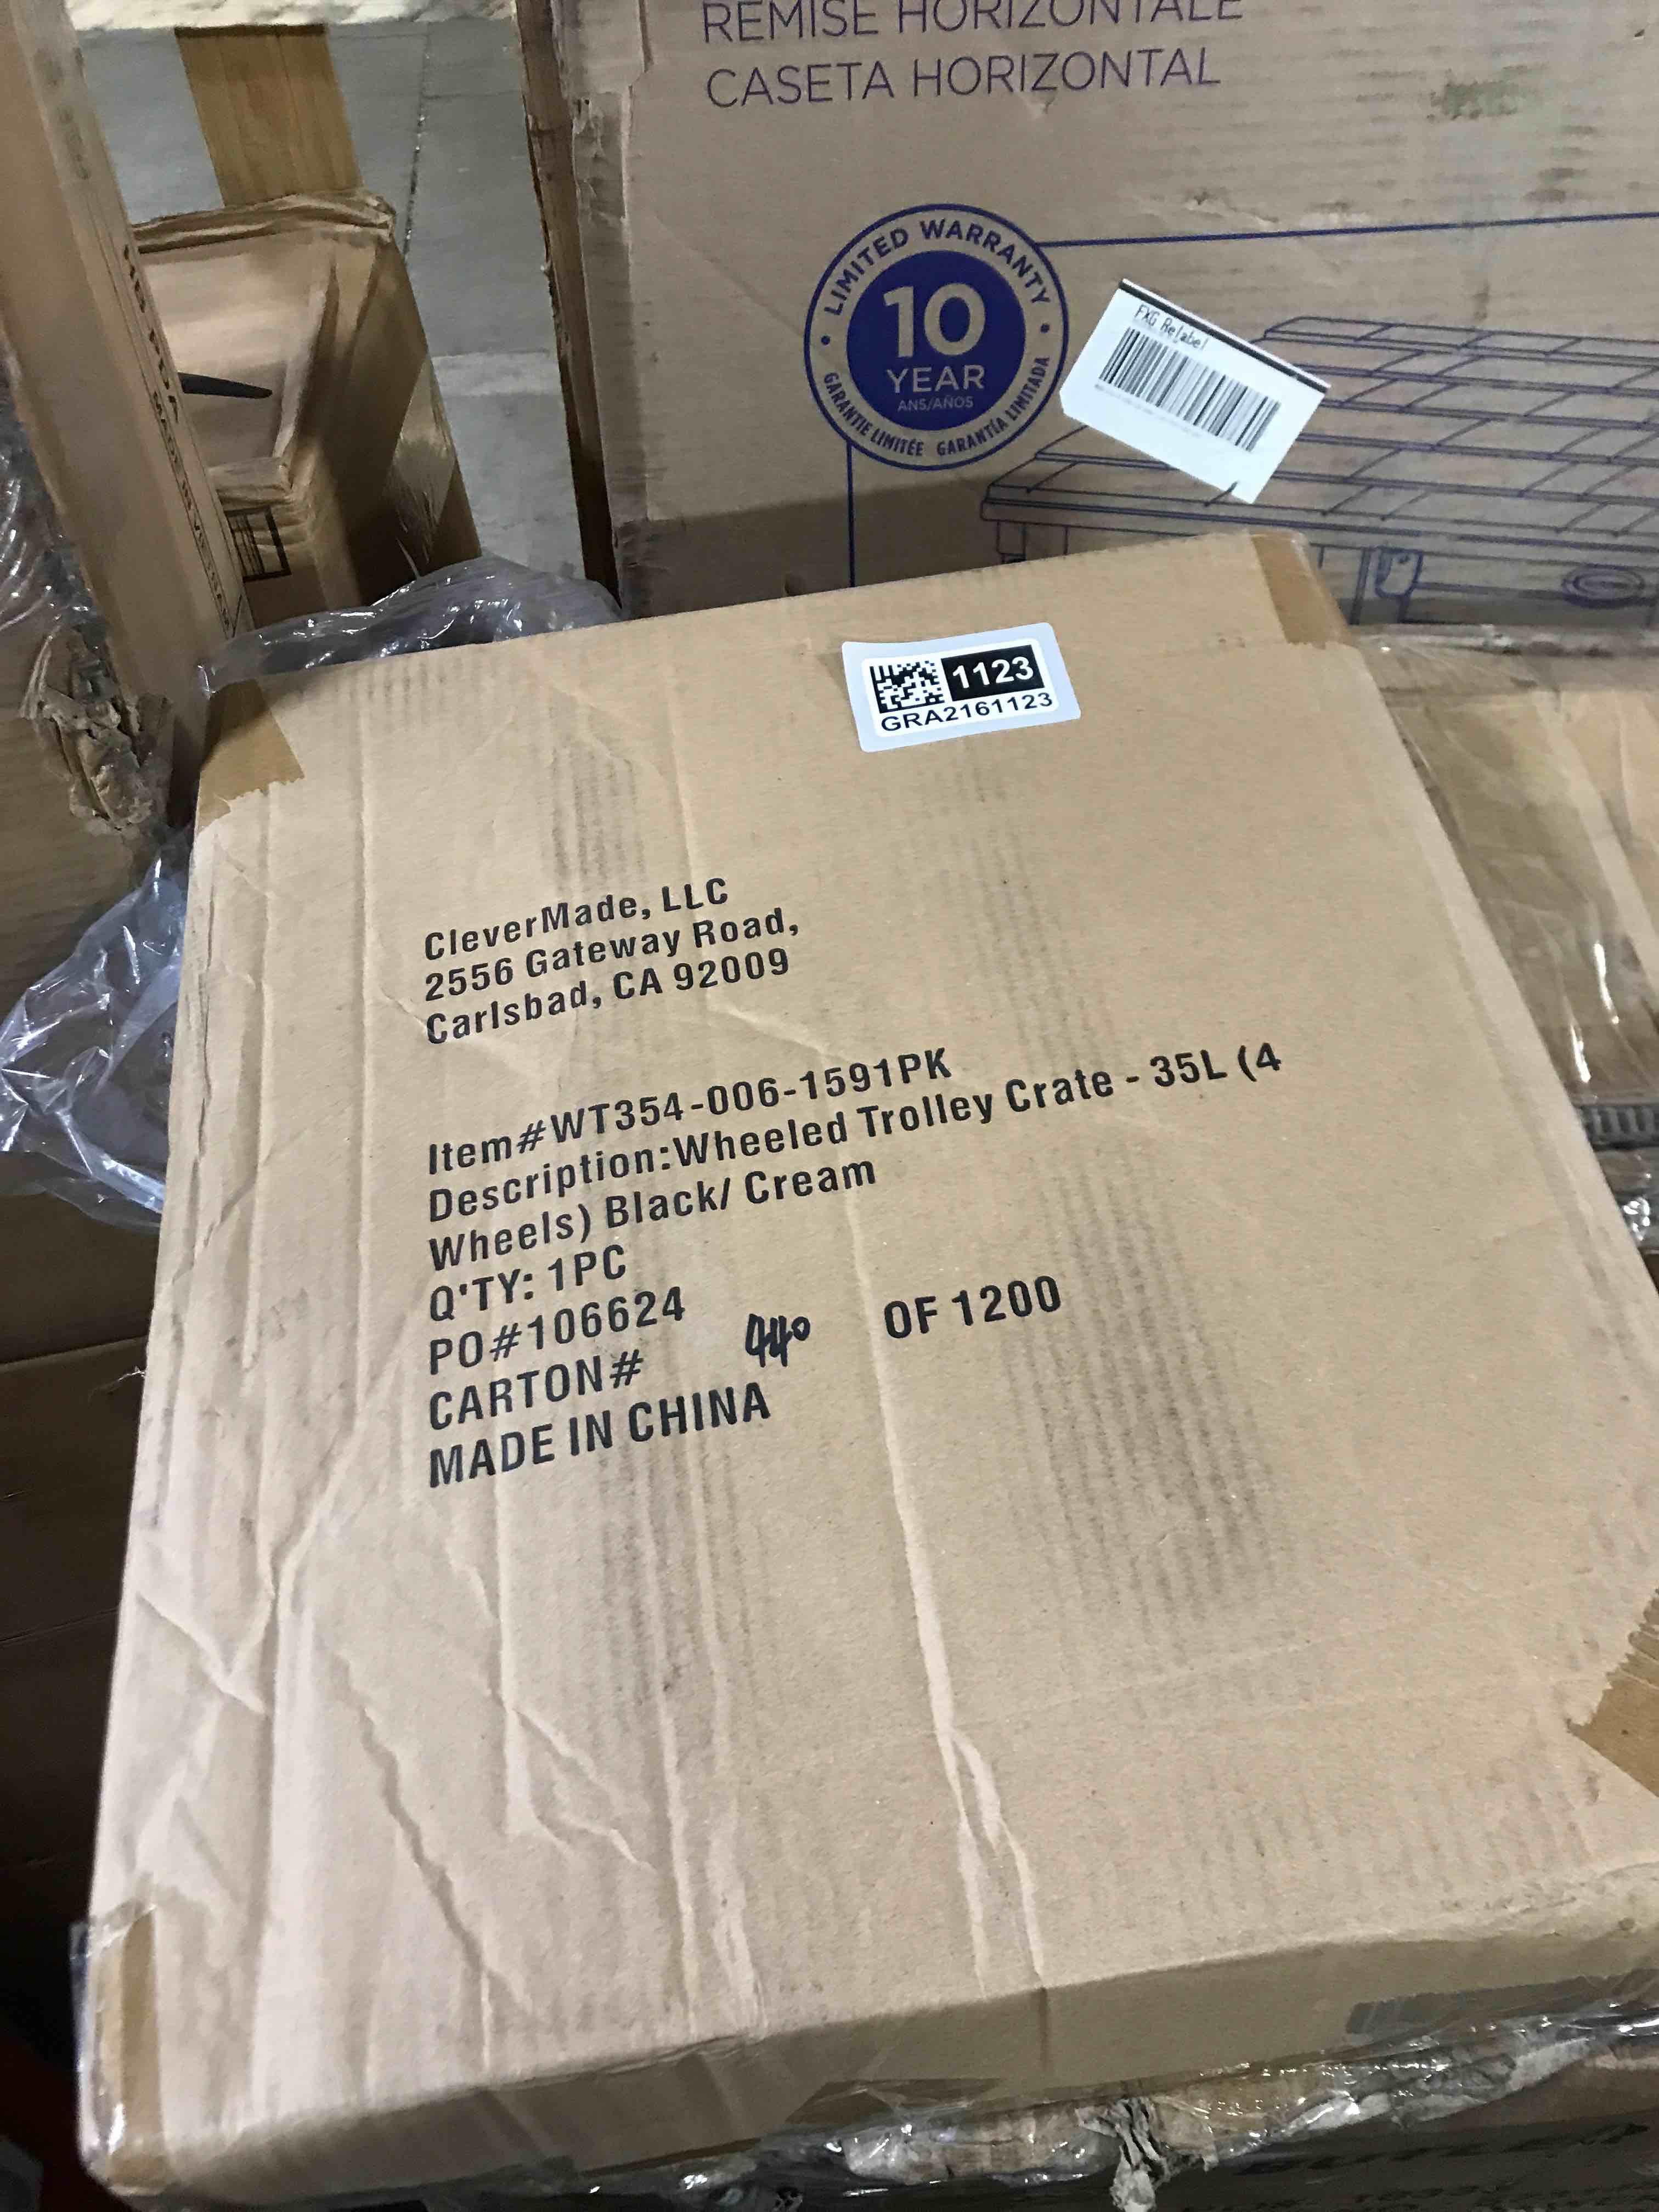 REMISE HORIZONTALE
CASETA HORIZONTAL
LIMITED WARRANTY
10
YEAR
ANS/AÑOS
GARANTIE LIMITÉE GARANTÍA LIMITADA
FXG Relabel
1123
GRA2161123
CleverMade, LLC
2556 Gateway Road,
Carlsbad, CA 92009
Item#WT354-006-1591PK
Description:Wheeled Trolley Crate - 35L (4
Wheels) Black/ Cream
Q'TY: 1PC
PO#106624
CARTON# 440 OF 1200
MADE IN CHINA